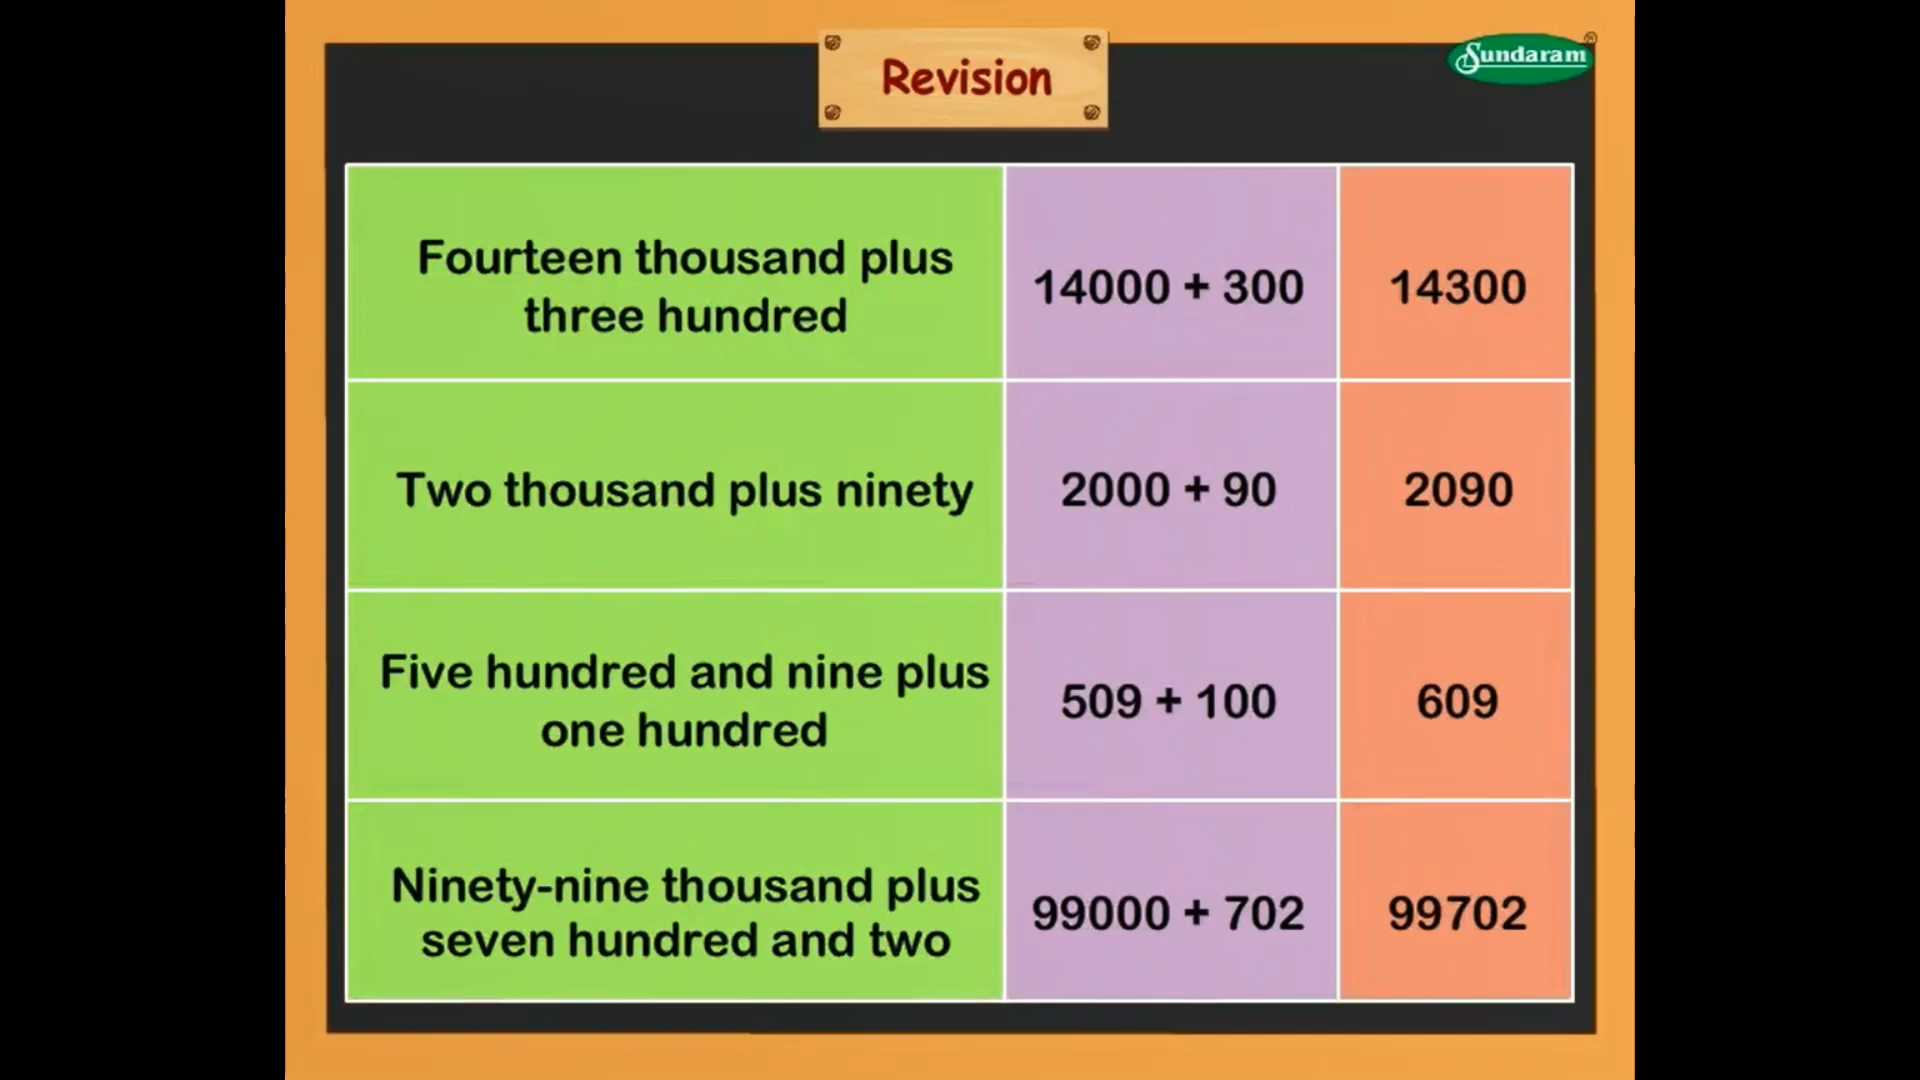 Revision
Sundaram
®
Fourteen thousand plus
three hundred
14000 + 300
14300
Two thousand plus ninety
2000 + 90
2090
Five hundred and nine plus
one hundred
509 + 100
609
Ninety-nine thousand plus
seven hundred and two
99000 + 702
99702